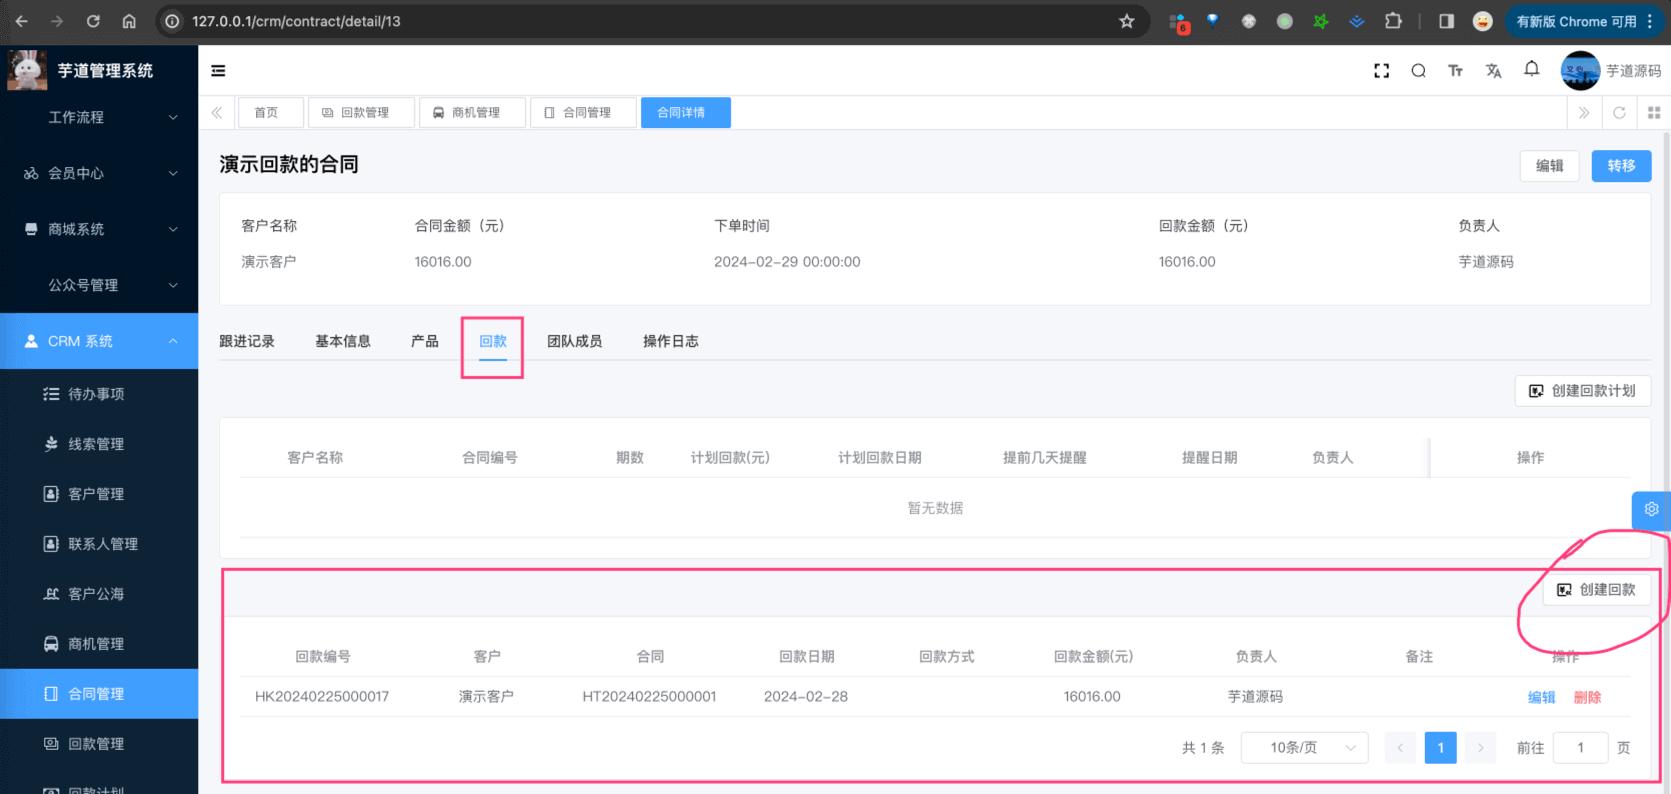 127.0.0.1/crm/contract/detail/13
6
有新版 Chrome 可用
芋道管理系统
芋道源码
工作流程
会员中心
商城系统
公众号管理
CRM 系统
待办事项
线索管理
客户管理
联系人管理
客户公海
商机管理
合同管理
回款管理
回款计划
首页
回款管理
商机管理
合同管理
合同详情
演示回款的合同
编辑
转移
客户名称 合同金额（元） 下单时间 回款金额（元） 负责人
演示客户 16016.00 2024-02-29 00:00:00 16016.00 芋道源码
跟进记录 基本信息 产品 回款 团队成员 操作日志
创建回款计划
客户名称 合同编号 期数 计划回款(元) 计划回款日期 提前几天提醒 提醒日期 负责人 操作
暂无数据
创建回款
回款编号 客户 合同 回款日期 回款方式 回款金额(元) 负责人 备注 操作
HK20240225000017 演示客户 HT20240225000001 2024-02-28 16016.00 芋道源码 编辑 删除
共 1 条 10条/页 1 前往 1 页